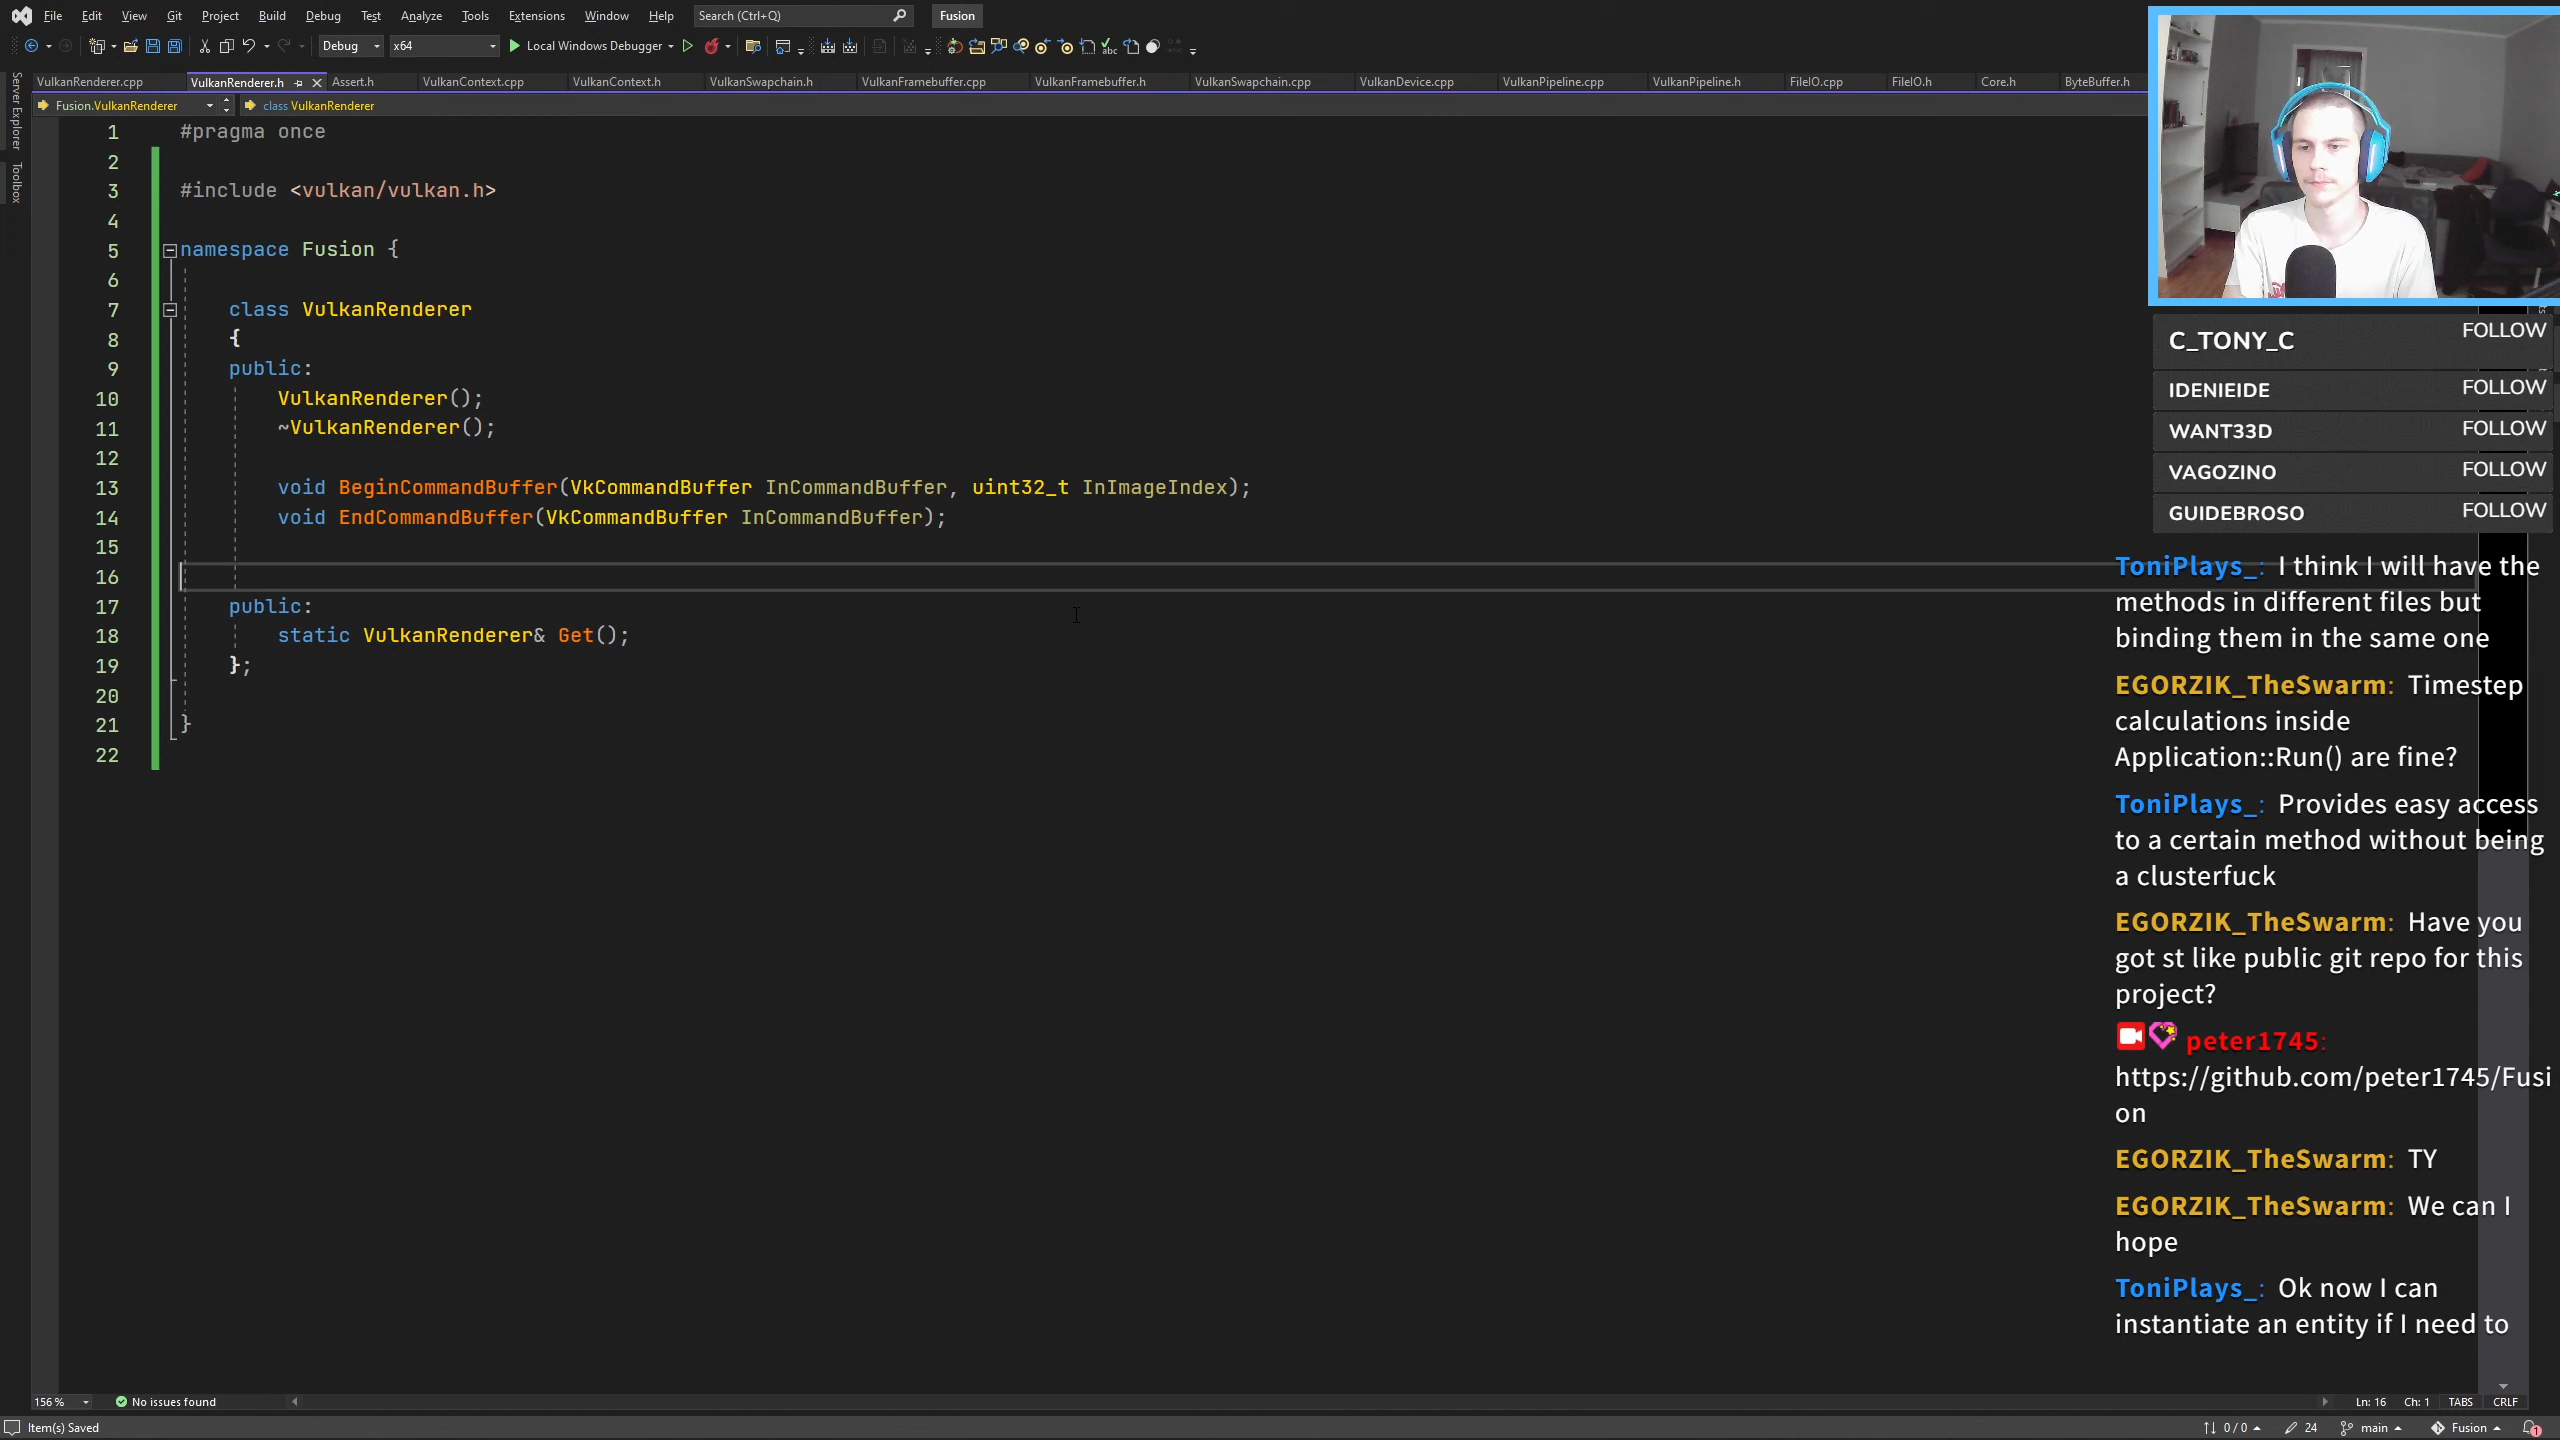 File Edit View Git Project Build Debug Test Analyze Tools Extensions Window Help Search (Ctrl+Q) Fusion
Debug x64 Local Windows Debugger
VulkanRenderer.cpp VulkanRenderer.h Assert.h VulkanContext.cpp VulkanContext.h VulkanSwapchain.h VulkanFramebuffer.cpp VulkanFramebuffer.h VulkanSwapchain.cpp VulkanDevice.cpp VulkanPipeline.cpp VulkanPipeline.h FileIO.cpp FileIO.h Core.h ByteBuffer.h
Fusion.VulkanRenderer class VulkanRenderer
Server Explorer
Toolbox
1 #pragma once
2
3 #include <vulkan/vulkan.h>
4
5 namespace Fusion {
6
7 class VulkanRenderer
8 {
9 public:
10 VulkanRenderer();
11 ~VulkanRenderer();
12
13 void BeginCommandBuffer(VkCommandBuffer InCommandBuffer, uint32_t InImageIndex);
14 void EndCommandBuffer(VkCommandBuffer InCommandBuffer);
15
16
17 public:
18 static VulkanRenderer& Get();
19 };
20
21 }
22
C_TONY_C FOLLOW
IDENIEIDE FOLLOW
WANT33D FOLLOW
VAGOZINO FOLLOW
GUIDEBROSO FOLLOW
ToniPlays_: I think I will have the
methods in different files but
binding them in the same one
EGORZIK_TheSwarm: Timestep
calculations inside
Application::Run() are fine?
ToniPlays_: Provides easy access
to a certain method without being
a clusterfuck
EGORZIK_TheSwarm: Have you
got st like public git repo for this
project?
peter1745:
https://github.com/peter1745/Fusi
on
EGORZIK_TheSwarm: TY
EGORZIK_TheSwarm: We can I
hope
ToniPlays_: Ok now I can
instantiate an entity if I need to
156 % No issues found Ln: 16 Ch: 1 TABS CRLF
Item(s) Saved 0 / 0 24 main Fusion 1